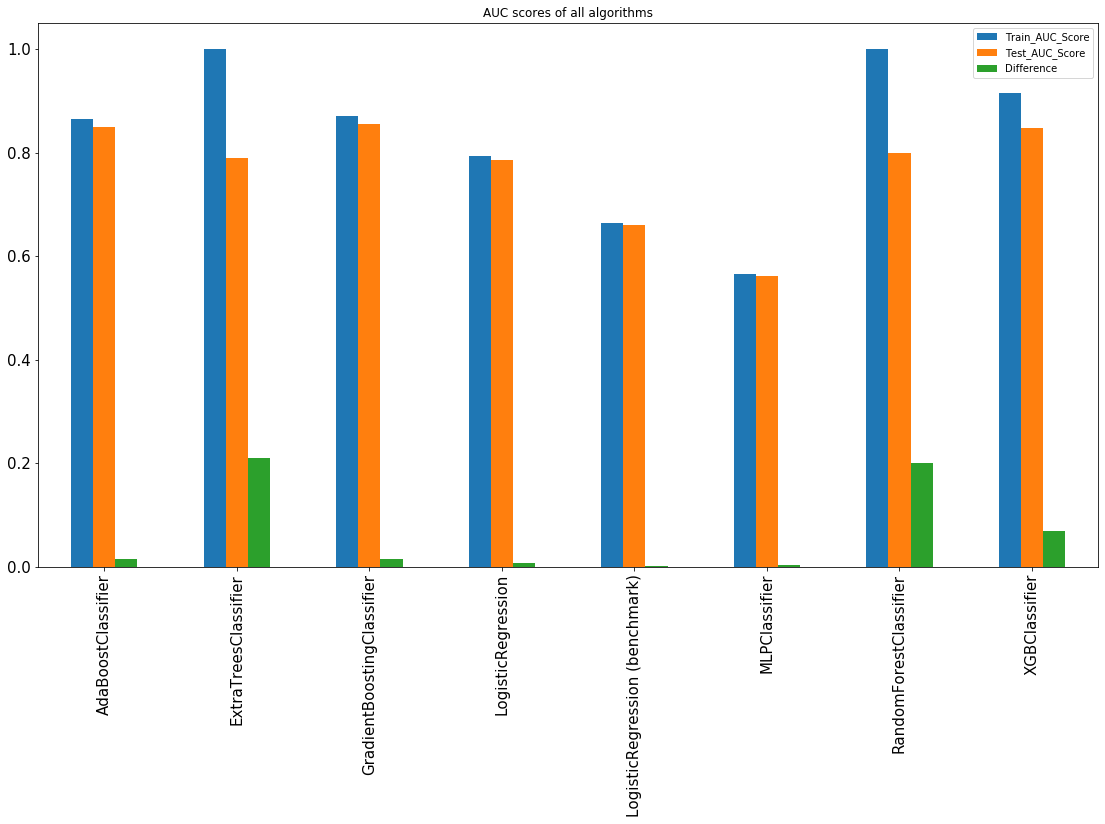 AUC scores of all algorithms
Train_AUC_Score
Test_AUC_Score
Difference
1.0
0.8
0.6
0.4
0.2
0.0
AdaBoostClassifier
ExtraTreesClassifier
GradientBoostingClassifier
LogisticRegression
LogisticRegression (benchmark)
MLPClassifier
RandomForestClassifier
XGBClassifier